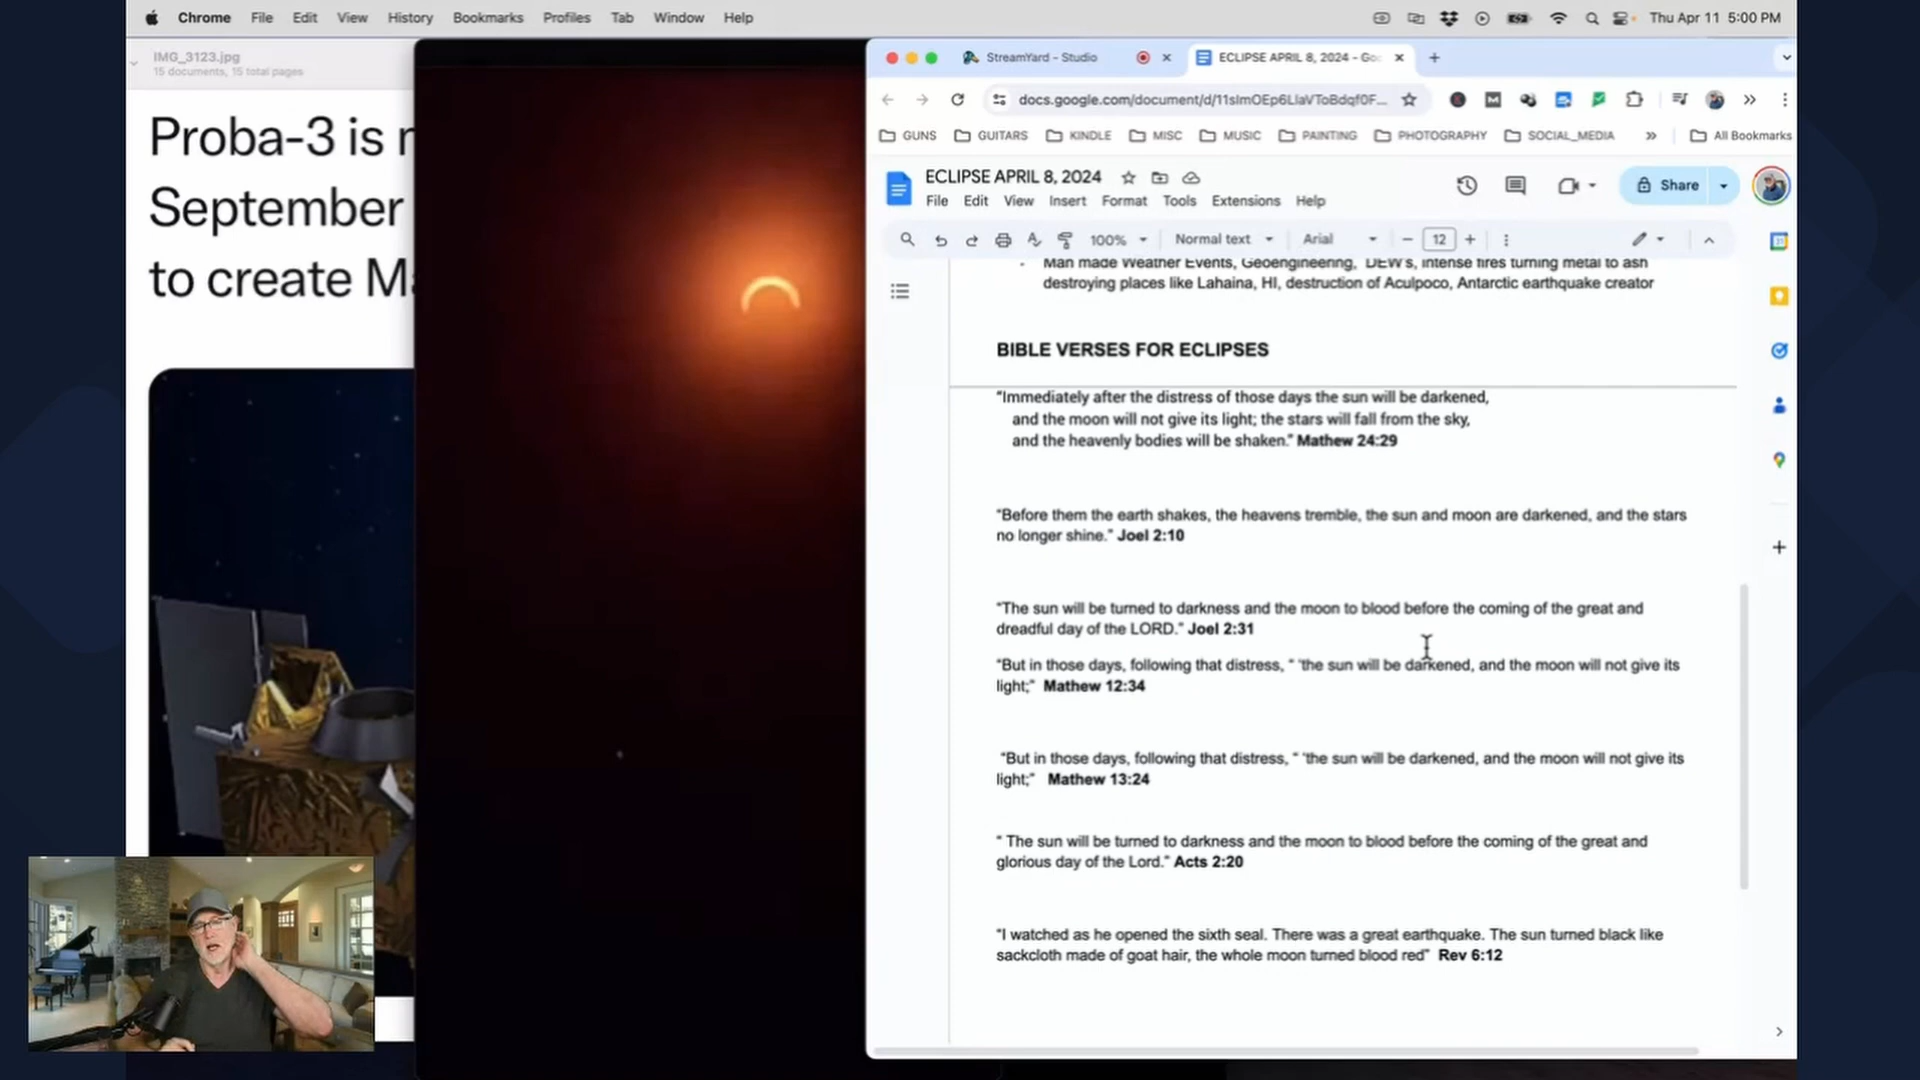 Chrome File Edit View History Bookmarks Profiles Tab Window Help
Thu Apr 11 5:00 PM
IMG_3123.jpg
15 documents, 15 total pages
Proba-3 is
September
to create
StreamYard - Studio
ECLIPSE APRIL 8, 2024 - Go
docs.google.com/document/d/11slmOEp6LlaVToBdqf0F...
GUNS GUITARS KINDLE MISC MUSIC PAINTING PHOTOGRAPHY SOCIAL_MEDIA All Bookmarks
ECLIPSE APRIL 8, 2024
Share
File Edit View Insert Format Tools Extensions Help
100% Normal text Arial 12
- Man made Weather Events, Geoengineering, DEW's, intense fires turning metal to ash
destroying places like Lahaina, HI, destruction of Aculpoco, Antarctic earthquake creator
BIBLE VERSES FOR ECLIPSES
“Immediately after the distress of those days the sun will be darkened,
and the moon will not give its light; the stars will fall from the sky,
and the heavenly bodies will be shaken.” Mathew 24:29
“Before them the earth shakes, the heavens tremble, the sun and moon are darkened, and the stars
no longer shine.” Joel 2:10
“The sun will be turned to darkness and the moon to blood before the coming of the great and
dreadful day of the LORD.” Joel 2:31
“But in those days, following that distress, “ ‘the sun will be darkened, and the moon will not give its
light;” Mathew 12:34
“But in those days, following that distress, “ ‘the sun will be darkened, and the moon will not give its
light;” Mathew 13:24
“ The sun will be turned to darkness and the moon to blood before the coming of the great and
glorious day of the Lord.” Acts 2:20
“I watched as he opened the sixth seal. There was a great earthquake. The sun turned black like
sackcloth made of goat hair, the whole moon turned blood red” Rev 6:12